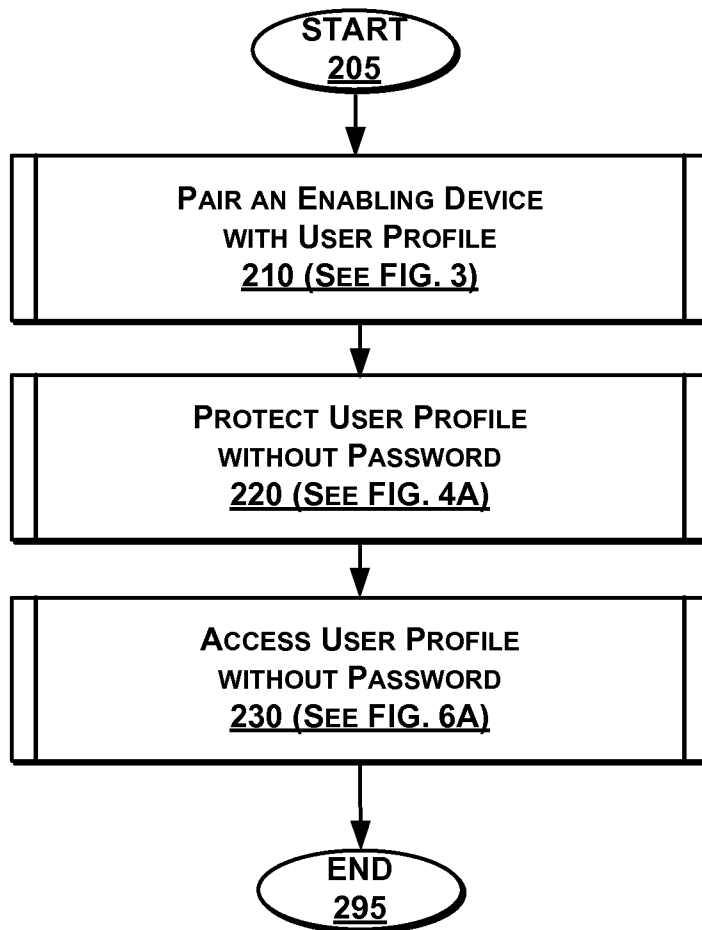 START
205
PAIR AN ENABLING DEVICE
WITH USER PROFILE
210 (SEE FIG. 3)
PROTECT USER PROFILE
WITHOUT PASSWORD
220 (SEE FIG. 4A)
ACCESS USER PROFILE
WITHOUT PASSWORD
230 (SEE FIG. 6A)
END
295